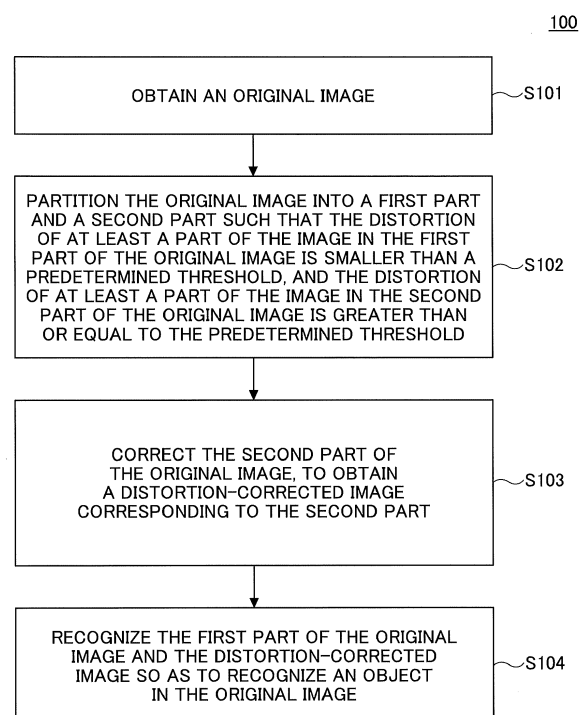 100
OBTAIN AN ORIGINAL IMAGE
S101
PARTITION THE ORIGINAL IMAGE INTO A FIRST PART
AND A SECOND PART SUCH THAT THE DISTORTION
OF AT LEAST A PART OF THE IMAGE IN THE FIRST
PART OF THE ORIGINAL IMAGE IS SMALLER THAN A
PREDETERMINED THRESHOLD, AND THE DISTORTION
OF AT LEAST A PART OF THE IMAGE IN THE SECOND
PART OF THE ORIGINAL IMAGE IS GREATER THAN
OR EQUAL TO THE PREDETERMINED THRESHOLD
S102
CORRECT THE SECOND PART OF
THE ORIGINAL IMAGE, TO OBTAIN
A DISTORTION-CORRECTED IMAGE
CORRESPONDING TO THE SECOND PART
S103
RECOGNIZE THE FIRST PART OF THE ORIGINAL
IMAGE AND THE DISTORTION-CORRECTED
IMAGE SO AS TO RECOGNIZE AN OBJECT
IN THE ORIGINAL IMAGE
S104